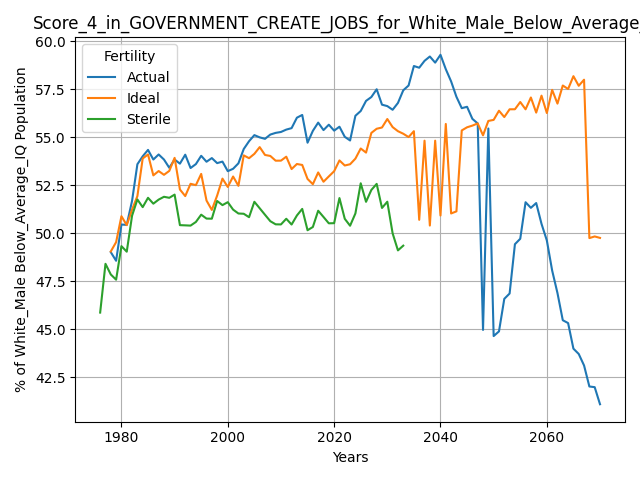 Score_4_in_GOVERNMENT_CREATE_JOBS_for_White_Male_Below_Average_
Fertility
Actual
Ideal
Sterile
% of White_Male Below_Average_IQ Population
60.0
57.5
55.0
52.5
50.0
47.5
45.0
42.5
1980
2000
2020
2040
2060
Years